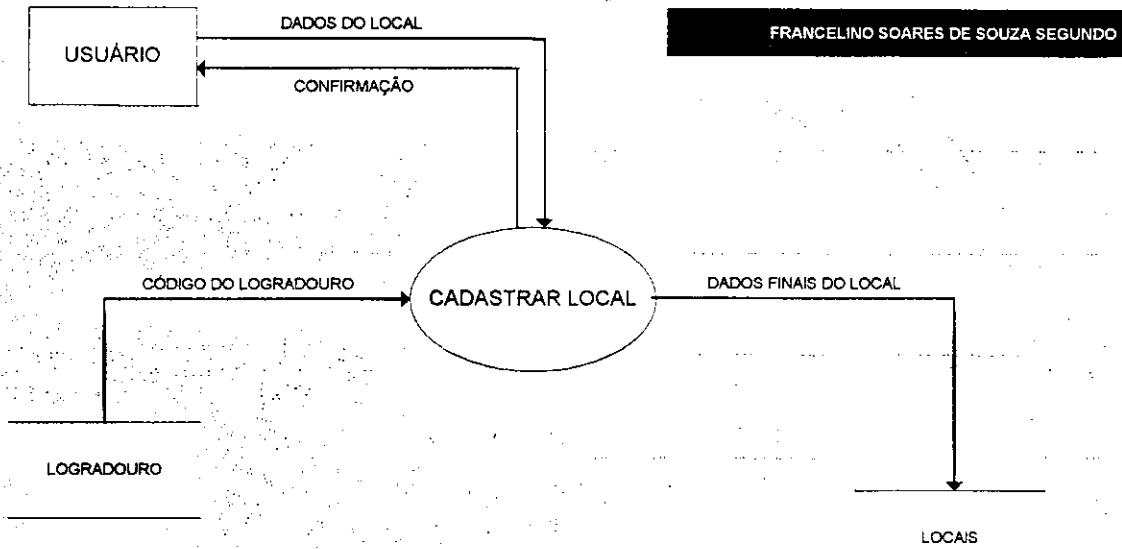 DADOS DO LOCAL
FRANCELINO SOARES DE SOUZA SEGUNDO
USUÁRIO
CONFIRMAÇÃO
CÓDIGO DO LOGRADOURO
CADASTRAR LOCAL
DADOS FINAIS DO LOCAL
LOGRADOURO
LOCAIS